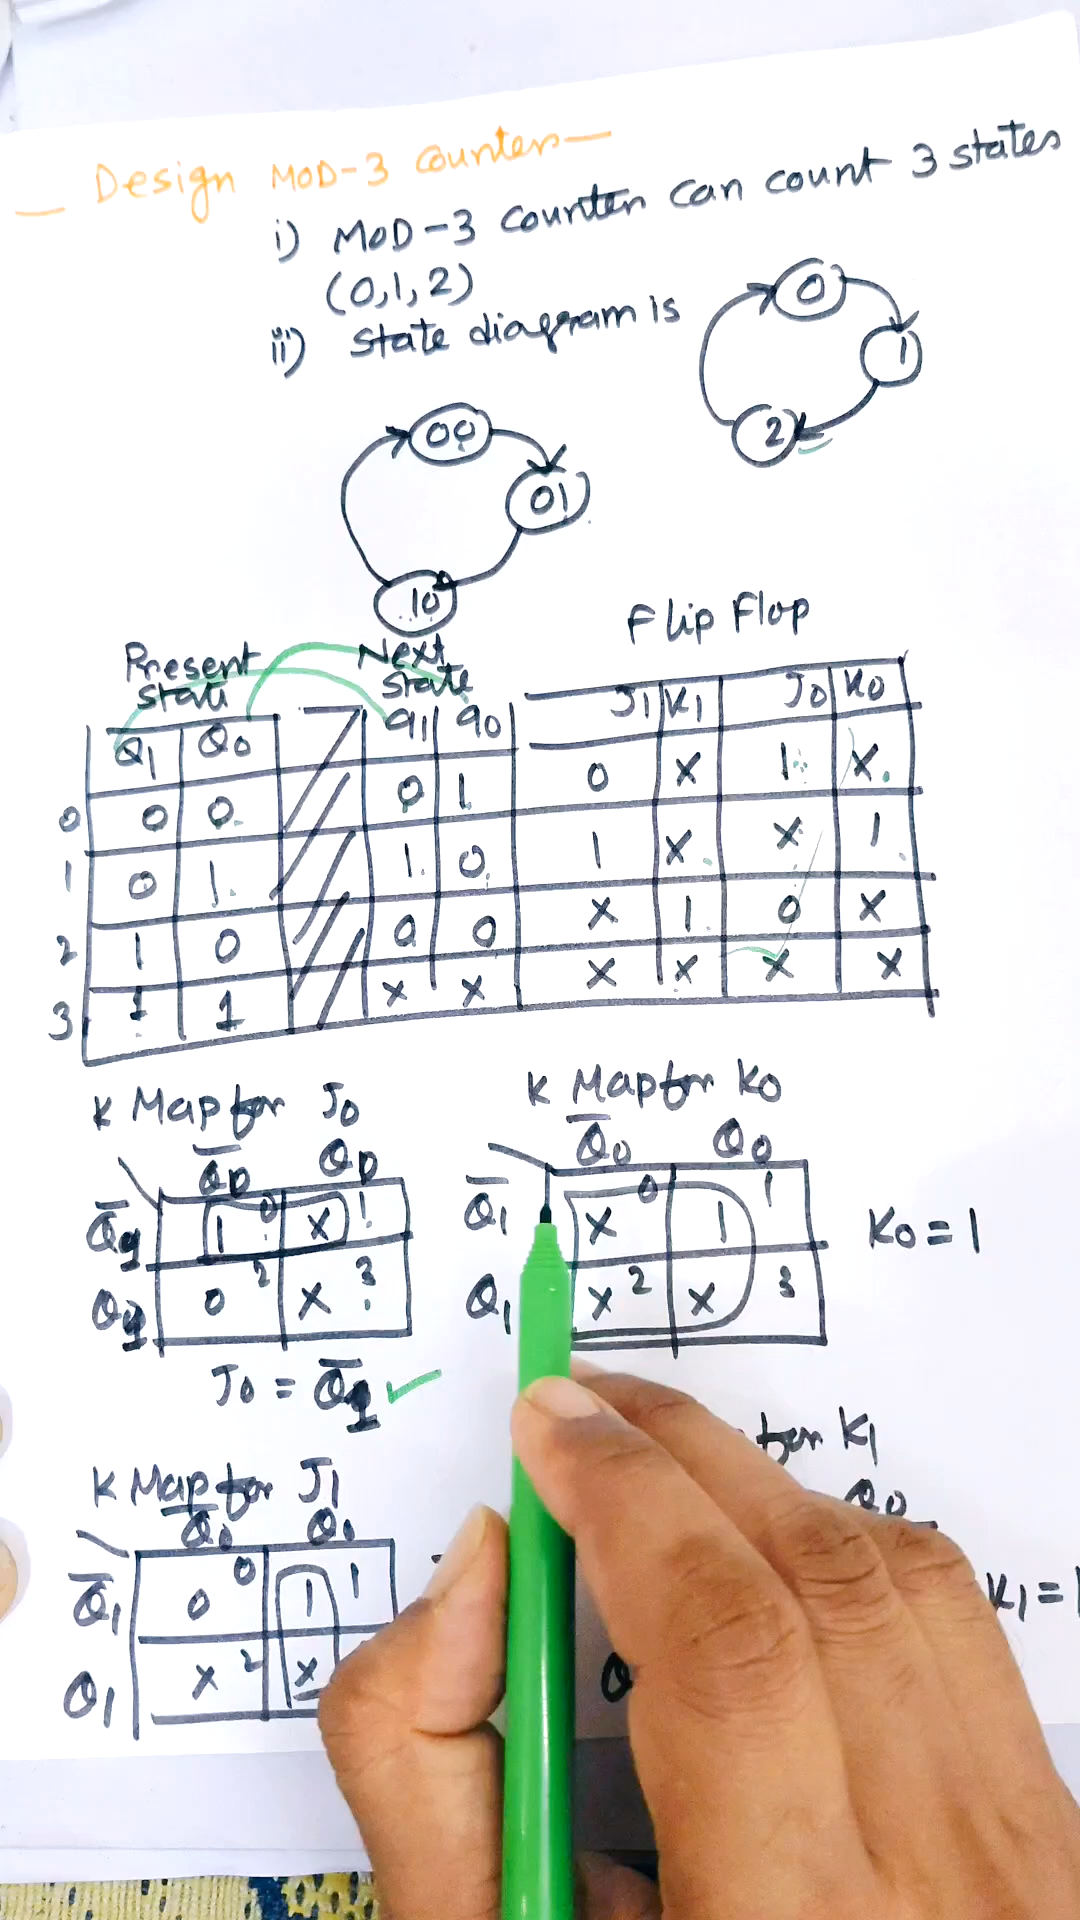 Design MOD-3 counters
i) MOD-3 counter can count 3 states
(0,1,2)
ii) state diagram is
0
1
2
00
01
10
Flip Flop
Present state
Next state
Q1 Q0 q1 q0 J1 K1 J0 K0
0 0 0 0 1 0 X 1 X
1 0 1 1 0 1 X X 1
2 1 0 0 0 X 1 0 X
3 1 1 X X X X X X
K Map for J0
Q̅0 Q0
Q̅1 1 0 X 1
Q1 0 2 X 3
J0 = Q̅1 ✓
K Map for K0
Q̅0 Q0
Q̅1 X 0 1 1
Q1 X 2 X 3
K0 = 1
K Map for J1
Q̅0 Q0
Q̅1 0 0 1 1
Q1 X 2 X
for K1
Q0
K1 = 1